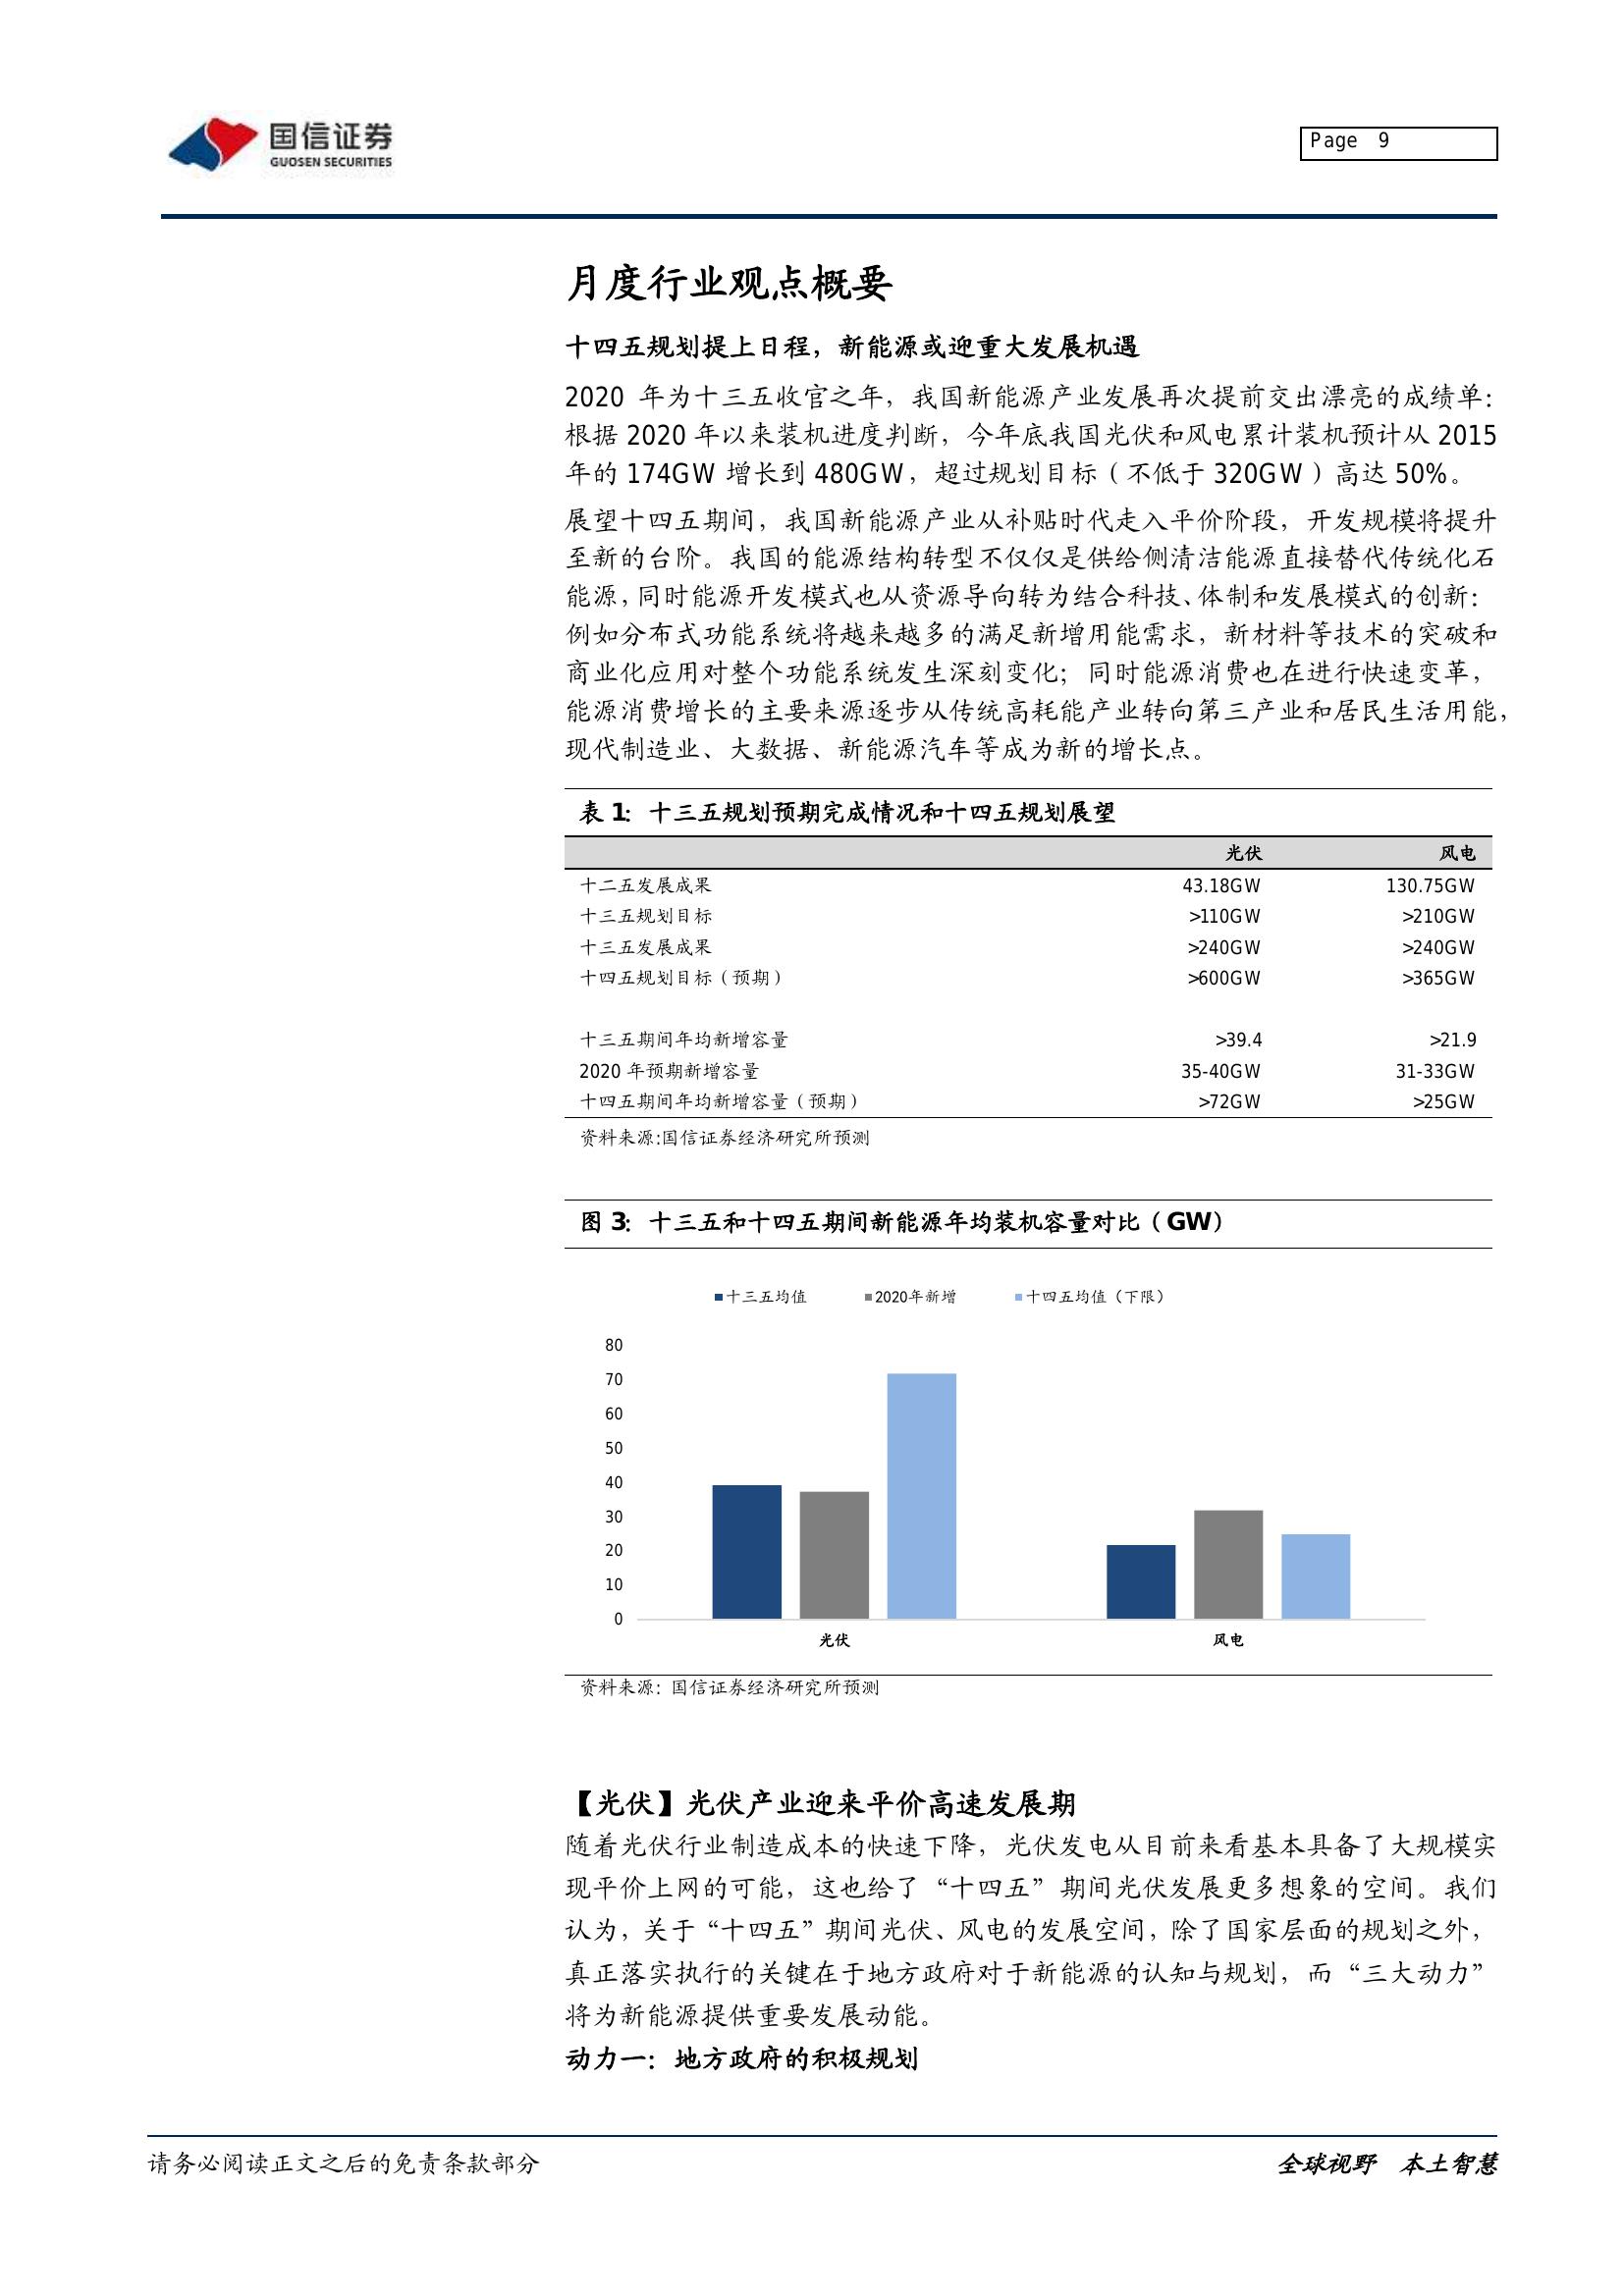 国信证券
GUOSEN SECURITIES
Page 9
月度行业观点概要
十四五规划提上日程，新能源或迎重大发展机遇
2020 年为十三五收官之年，我国新能源产业发展再次提前交出漂亮的成绩单：
根据 2020 年以来装机进度判断，今年底我国光伏和风电累计装机预计从 2015
年的 174GW 增长到 480GW，超过规划目标（不低于 320GW）高达 50%。
展望十四五期间，我国新能源产业从补贴时代走入平价阶段，开发规模将提升
至新的台阶。我国的能源结构转型不仅仅是供给侧清洁能源直接替代传统化石
能源，同时能源开发模式也从资源导向转为结合科技、体制和发展模式的创新：
例如分布式功能系统将越来越多的满足新增用能需求，新材料等技术的突破和
商业化应用对整个功能系统发生深刻变化；同时能源消费也在进行快速变革，
能源消费增长的主要来源逐步从传统高耗能产业转向第三产业和居民生活用能，
现代制造业、大数据、新能源汽车等成为新的增长点。
表 1：十三五规划预期完成情况和十四五规划展望
光伏 风电
十二五发展成果 43.18GW 130.75GW
十三五规划目标 >110GW >210GW
十三五发展成果 >240GW >240GW
十四五规划目标（预期） >600GW >365GW
十三五期间年均新增容量 >39.4 >21.9
2020 年预期新增容量 35-40GW 31-33GW
十四五期间年均新增容量（预期） >72GW >25GW
资料来源:国信证券经济研究所预测
图 3：十三五和十四五期间新能源年均装机容量对比（GW）
十三五均值 2020年新增 十四五均值（下限）
80
70
60
50
40
30
20
10
0
光伏 风电
资料来源：国信证券经济研究所预测
【光伏】光伏产业迎来平价高速发展期
随着光伏行业制造成本的快速下降，光伏发电从目前来看基本具备了大规模实
现平价上网的可能，这也给了“十四五”期间光伏发展更多想象的空间。我们
认为，关于“十四五”期间光伏、风电的发展空间，除了国家层面的规划之外，
真正落实执行的关键在于地方政府对于新能源的认知与规划，而“三大动力”
将为新能源提供重要发展动能。
动力一：地方政府的积极规划
请务必阅读正文之后的免责条款部分 全球视野 本土智慧